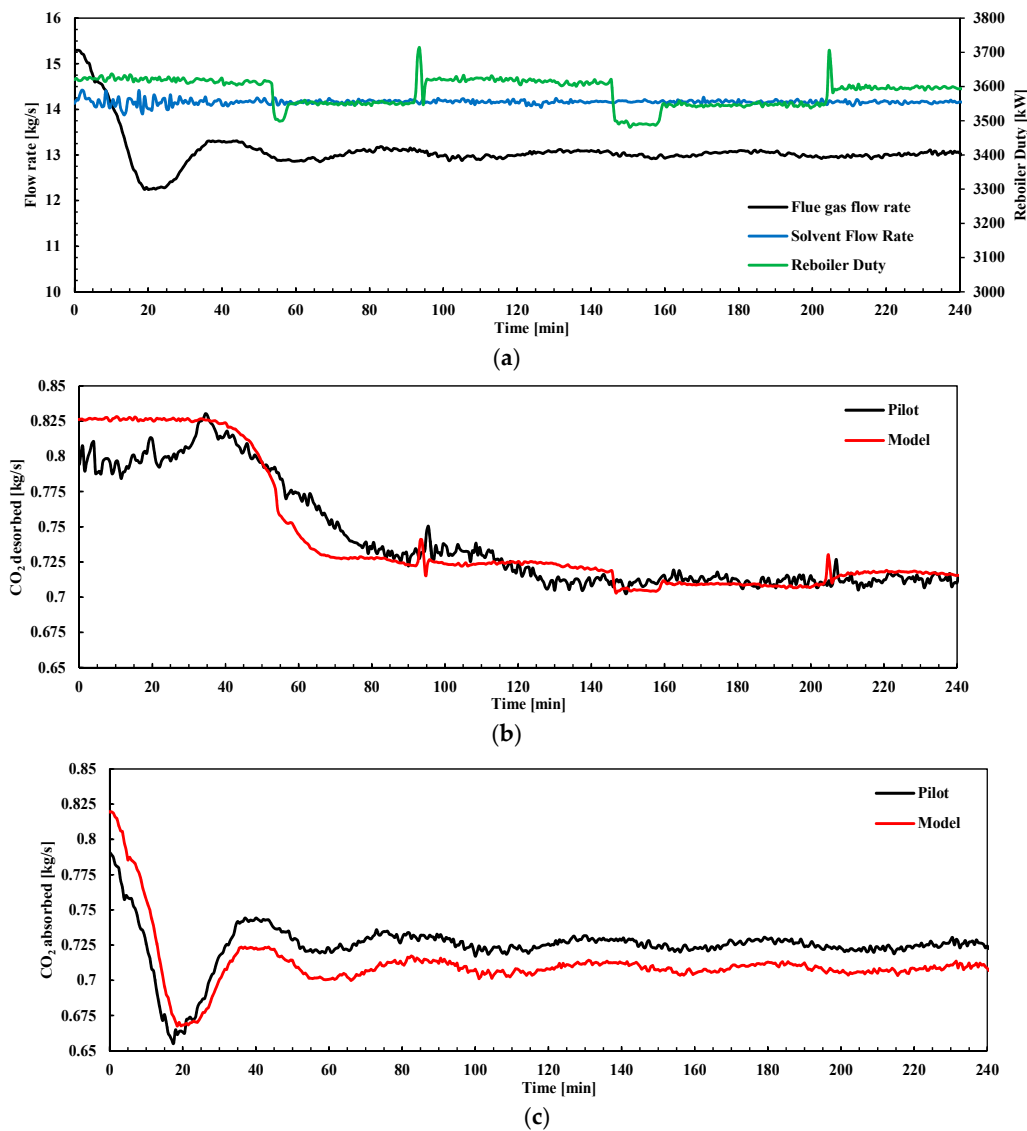 16
15
14
13
12
11
10
Flow rate [kg/s]
3800
3700
3600
3500
3400
3300
3200
3100
3000
Reboiler Duty [kW]
Flue gas flow rate
Solvent Flow Rate
Reboiler Duty
0 20 40 60 80 100 120 140 160 180 200 220 240
Time [min]
(a)
0.85
0.825
0.8
0.775
0.75
0.725
0.7
0.675
0.65
CO2 desorbed [kg/s]
Pilot
Model
0 20 40 60 80 100 120 140 160 180 200 220 240
Time [min]
(b)
0.85
0.825
0.8
0.775
0.75
0.725
0.7
0.675
0.65
CO2 absorbed [kg/s]
Pilot
Model
0 20 40 60 80 100 120 140 160 180 200 220 240
Time [min]
(c)